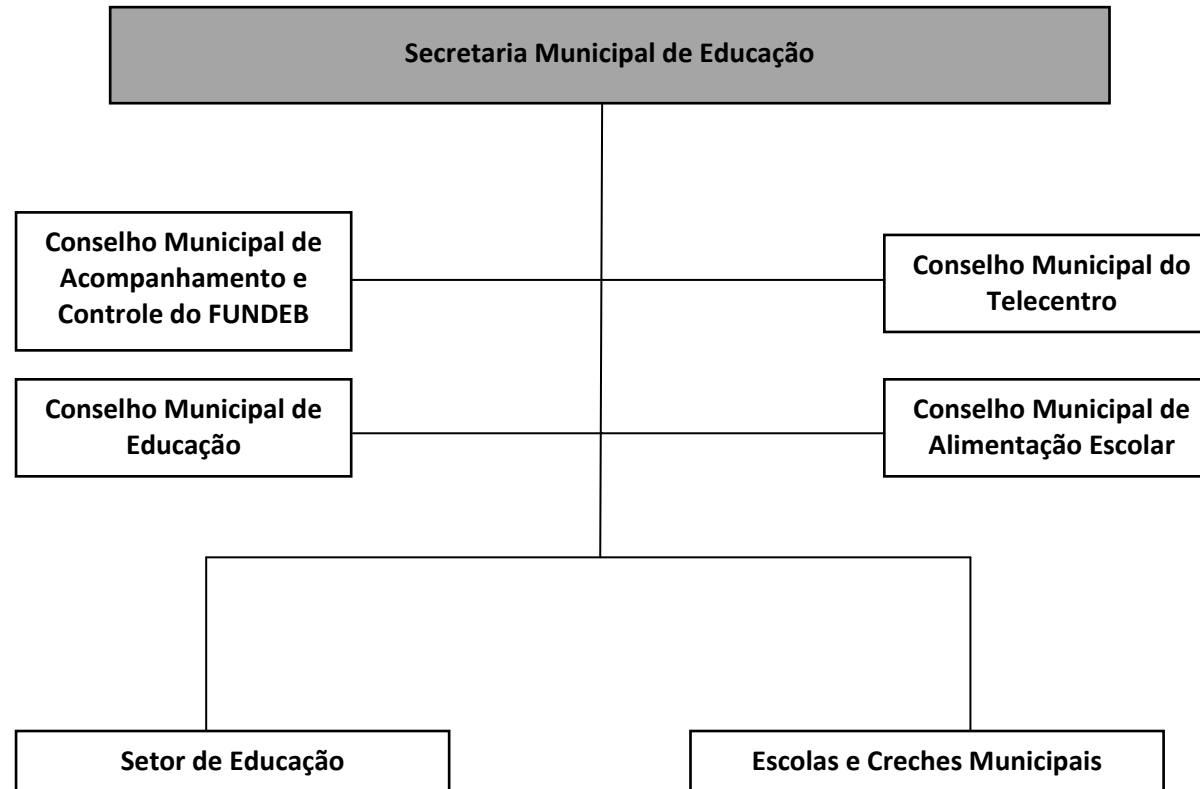 Secretaria Municipal de Educação
Conselho Municipal de
Acompanhamento e
Controle do FUNDEB
Conselho Municipal do
Telecentro
Conselho Municipal de
Educação
Conselho Municipal de
Alimentação Escolar
Setor de Educação
Escolas e Creches Municipais